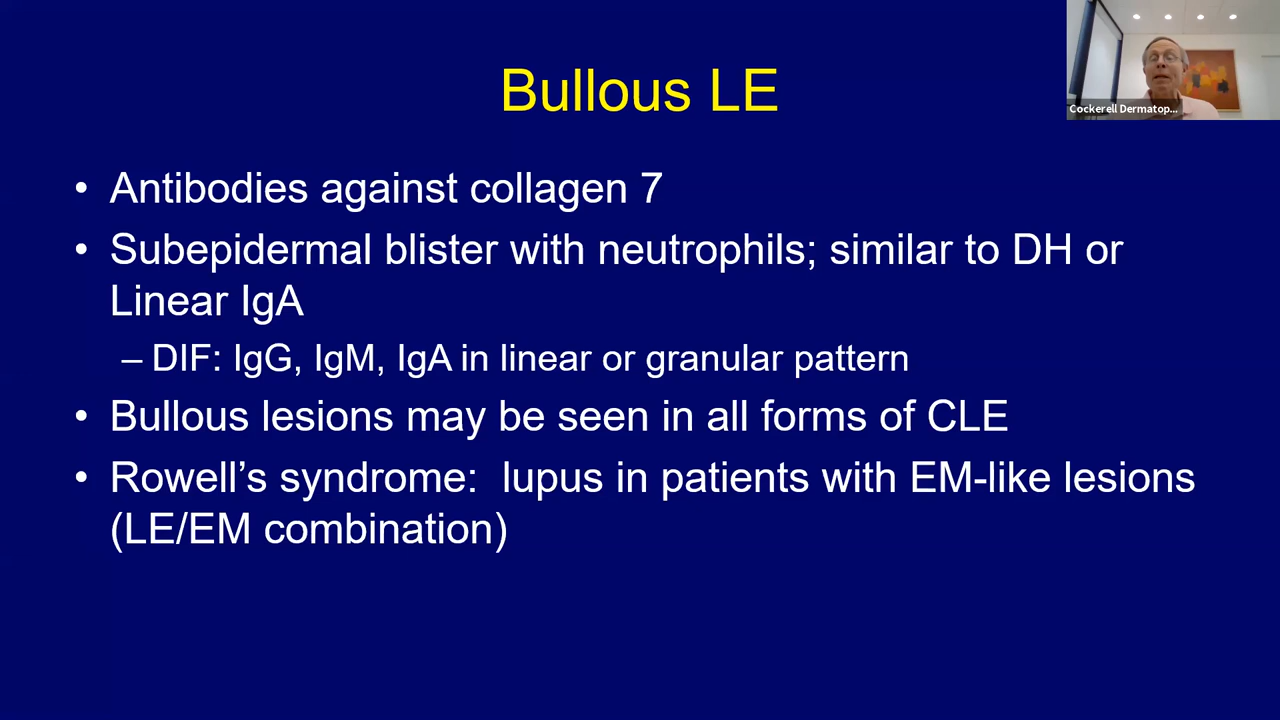 Cockerell Dermatop...
Bullous LE
• Antibodies against collagen 7
• Subepidermal blister with neutrophils; similar to DH or
Linear IgA
– DIF: IgG, IgM, IgA in linear or granular pattern
• Bullous lesions may be seen in all forms of CLE
• Rowell’s syndrome:  lupus in patients with EM-like lesions
(LE/EM combination)